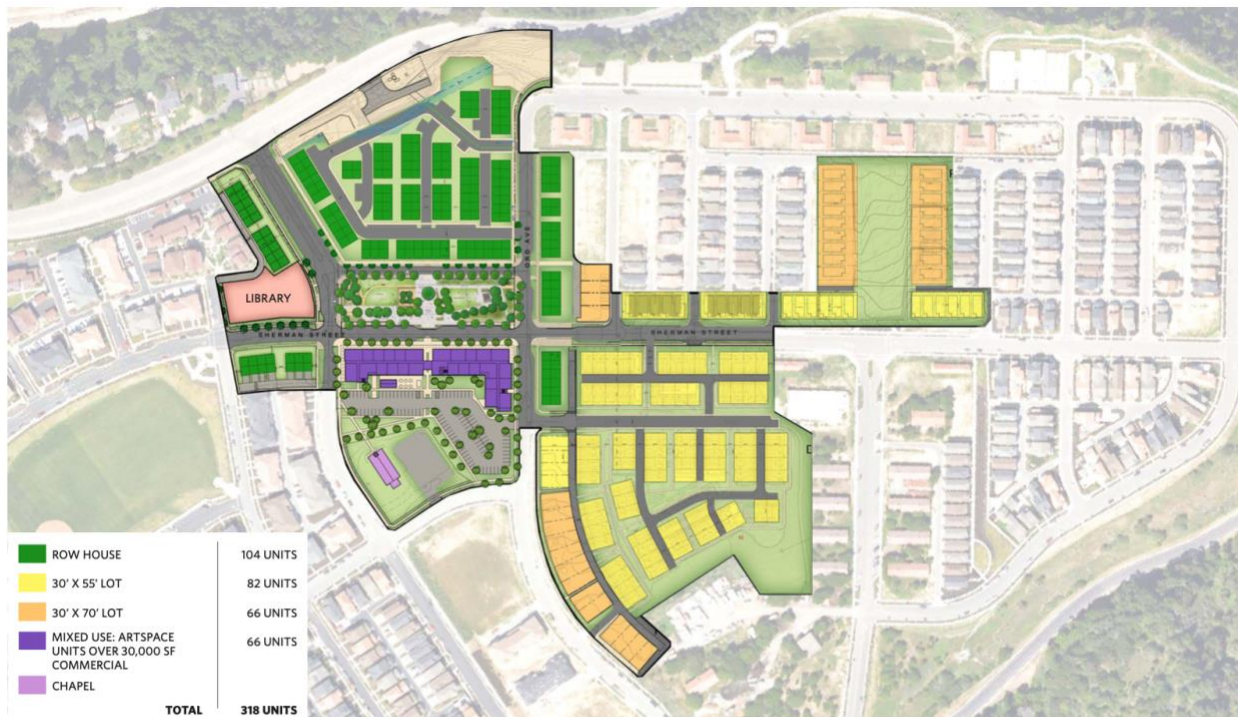 ORD AVE
LIBRARY
SHERMAN STREET
SHERMAN STREET
ROW HOUSE 104 UNITS
30' X 55' LOT 82 UNITS
30' X 70' LOT 66 UNITS
MIXED USE: ARTSPACE 66 UNITS
UNITS OVER 30,000 SF
COMMERCIAL
CHAPEL
TOTAL 318 UNITS